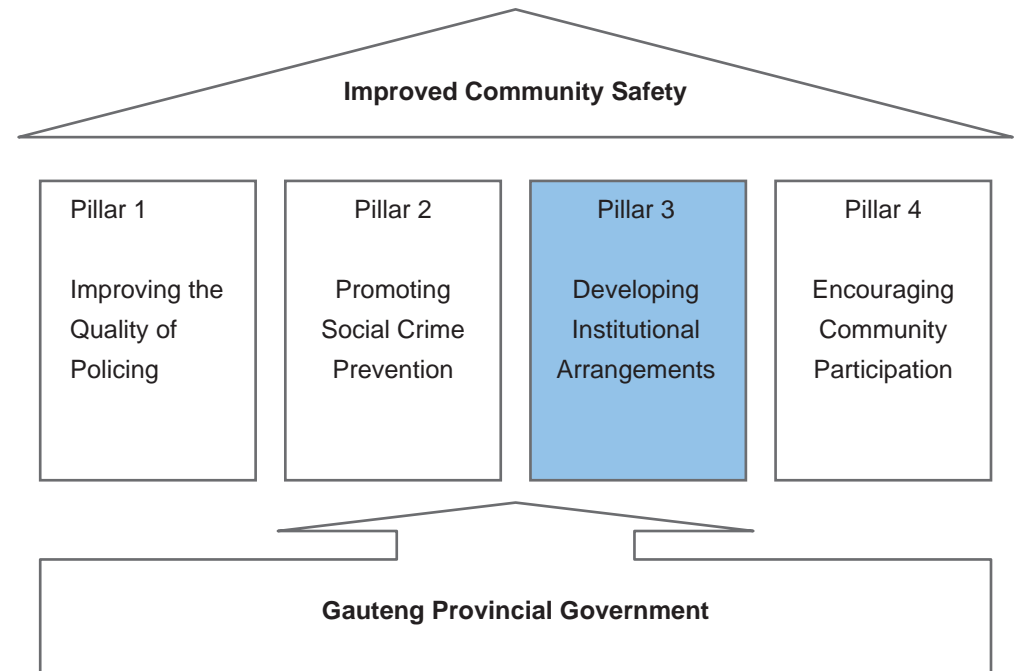 Improved Community Safety
Pillar 1
Improving the
Quality of
Policing
Pillar 2
Promoting
Social Crime
Prevention
Pillar 3
Developing
Institutional
Arrangements
Pillar 4
Encouraging
Community
Participation
Gauteng Provincial Government